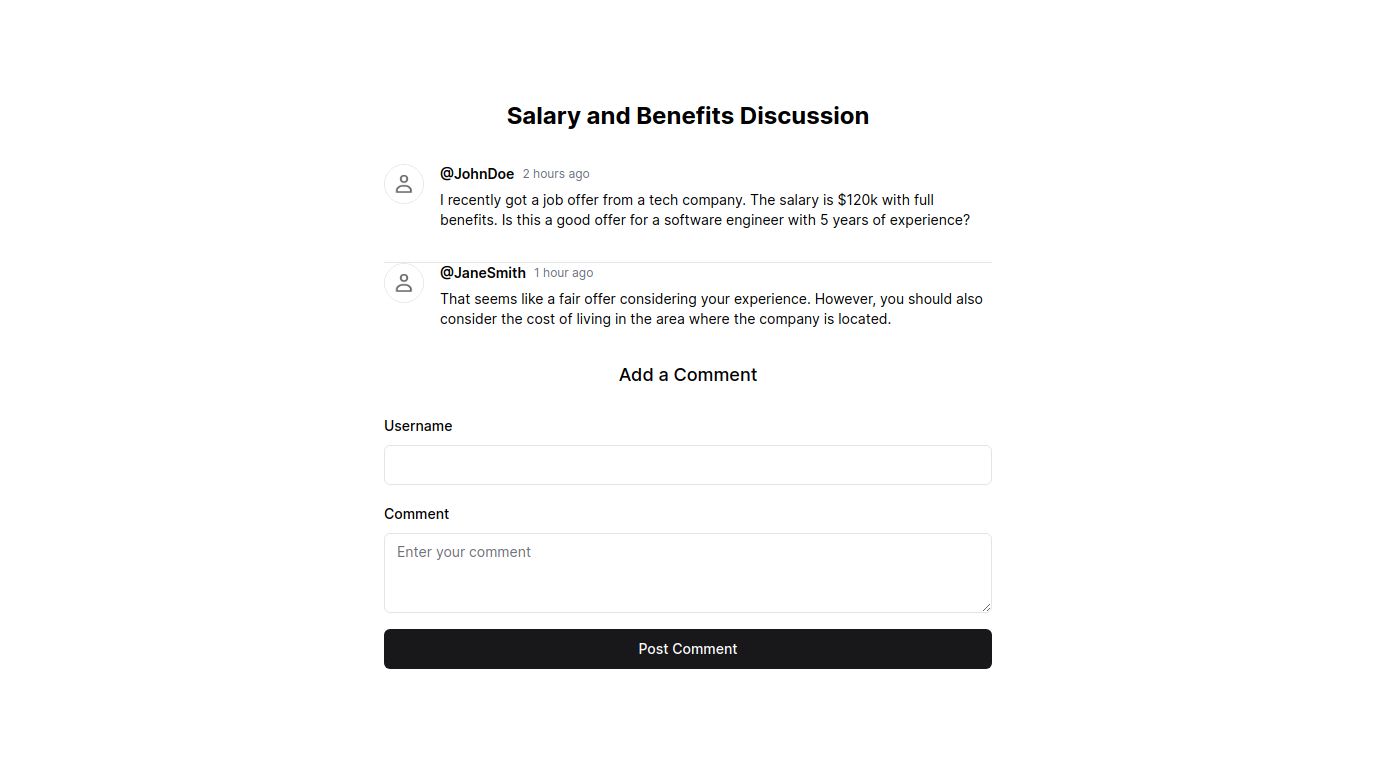 Salary and Benefits Discussion
@JohnDoe 2 hours ago
I recently got a job offer from a tech company. The salary is $120k with full
benefits. Is this a good offer for a software engineer with 5 years of experience?
@JaneSmith 1 hour ago
That seems like a fair offer considering your experience. However, you should also
consider the cost of living in the area where the company is located.
Add a Comment
Username
Comment
Enter your comment
Post Comment